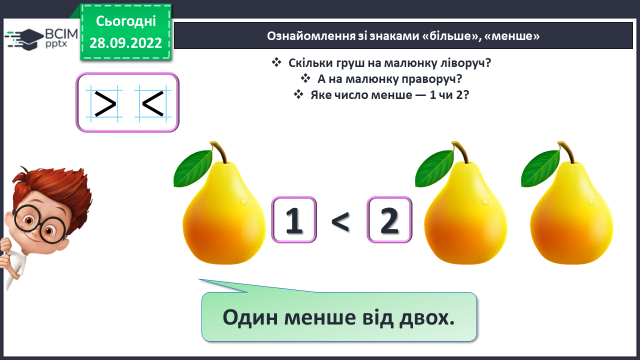 BCIM
pptx
Сьогодні
28.09.2022
Ознайомлення зі знаками «більше», «менше»
❖ Скільки груш на малюнку ліворуч?
❖ А на малюнку праворуч?
❖ Яке число менше — 1 чи 2?
> <
1 < 2
Один менше від двох.